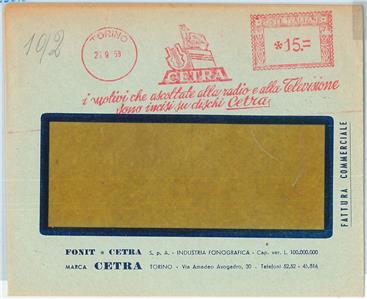 19/2
TORINO
POSTE ITALIANE
*15.=
CETRA
i motivi che ascoltate alla radio e alla Televisione
sono incisi su dischi Cetra
FATTURA COMMERCIALE
FONIT * CETRA S. p. A. - INDUSTRIA FONOGRAFICA - Cap. ver. L. 100.000.000
MARCA CETRA TORINO - Via Amedeo Avogadro, 30 - Telefoni 52.52 - 45.816